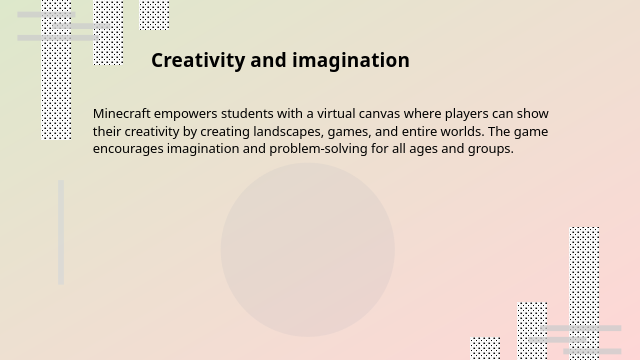 Creativity and imagination
Minecraft empowers students with a virtual canvas where players can show
their creativity by creating landscapes, games, and entire worlds. The game
encourages imagination and problem-solving for all ages and groups.